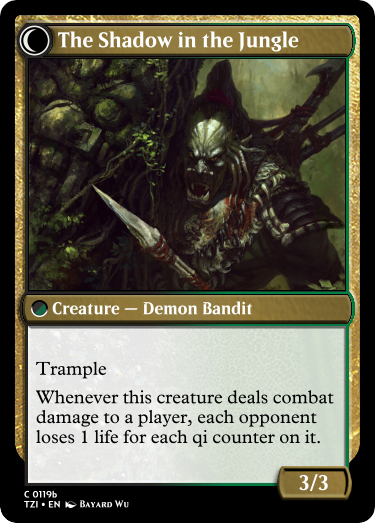 The Shadow in the Jungle
Creature — Demon Bandit
Trample
Whenever this creature deals combat
damage to a player, each opponent
loses 1 life for each qi counter on it.
3/3
C 0119b
TZI • EN Bayard Wu